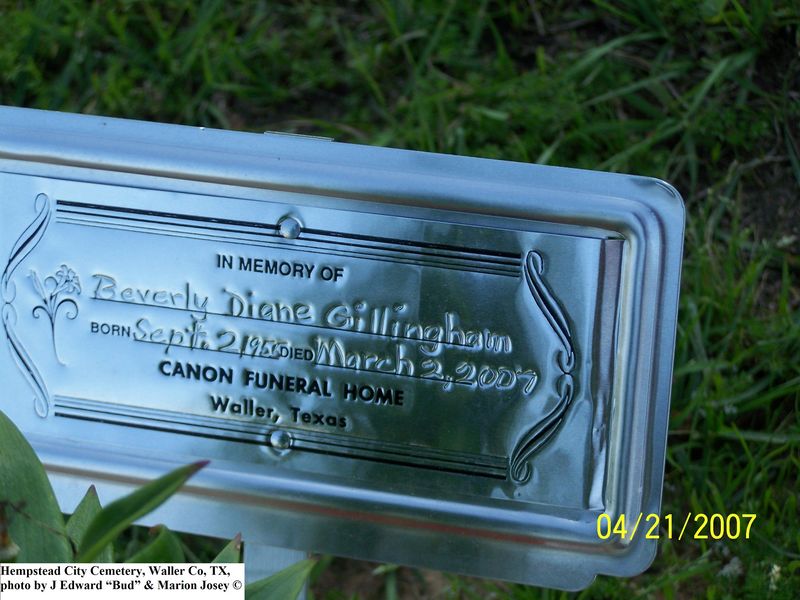 IN MEMORY OF
Beverly Diane Gillingham
BORN Sept. 2, 1955 DIED March 2, 2007
CANON FUNERAL HOME
Waller, Texas
04/21/2007
Hempstead City Cemetery, Waller Co, TX,
photo by J Edward “Bud” & Marion Josey ©